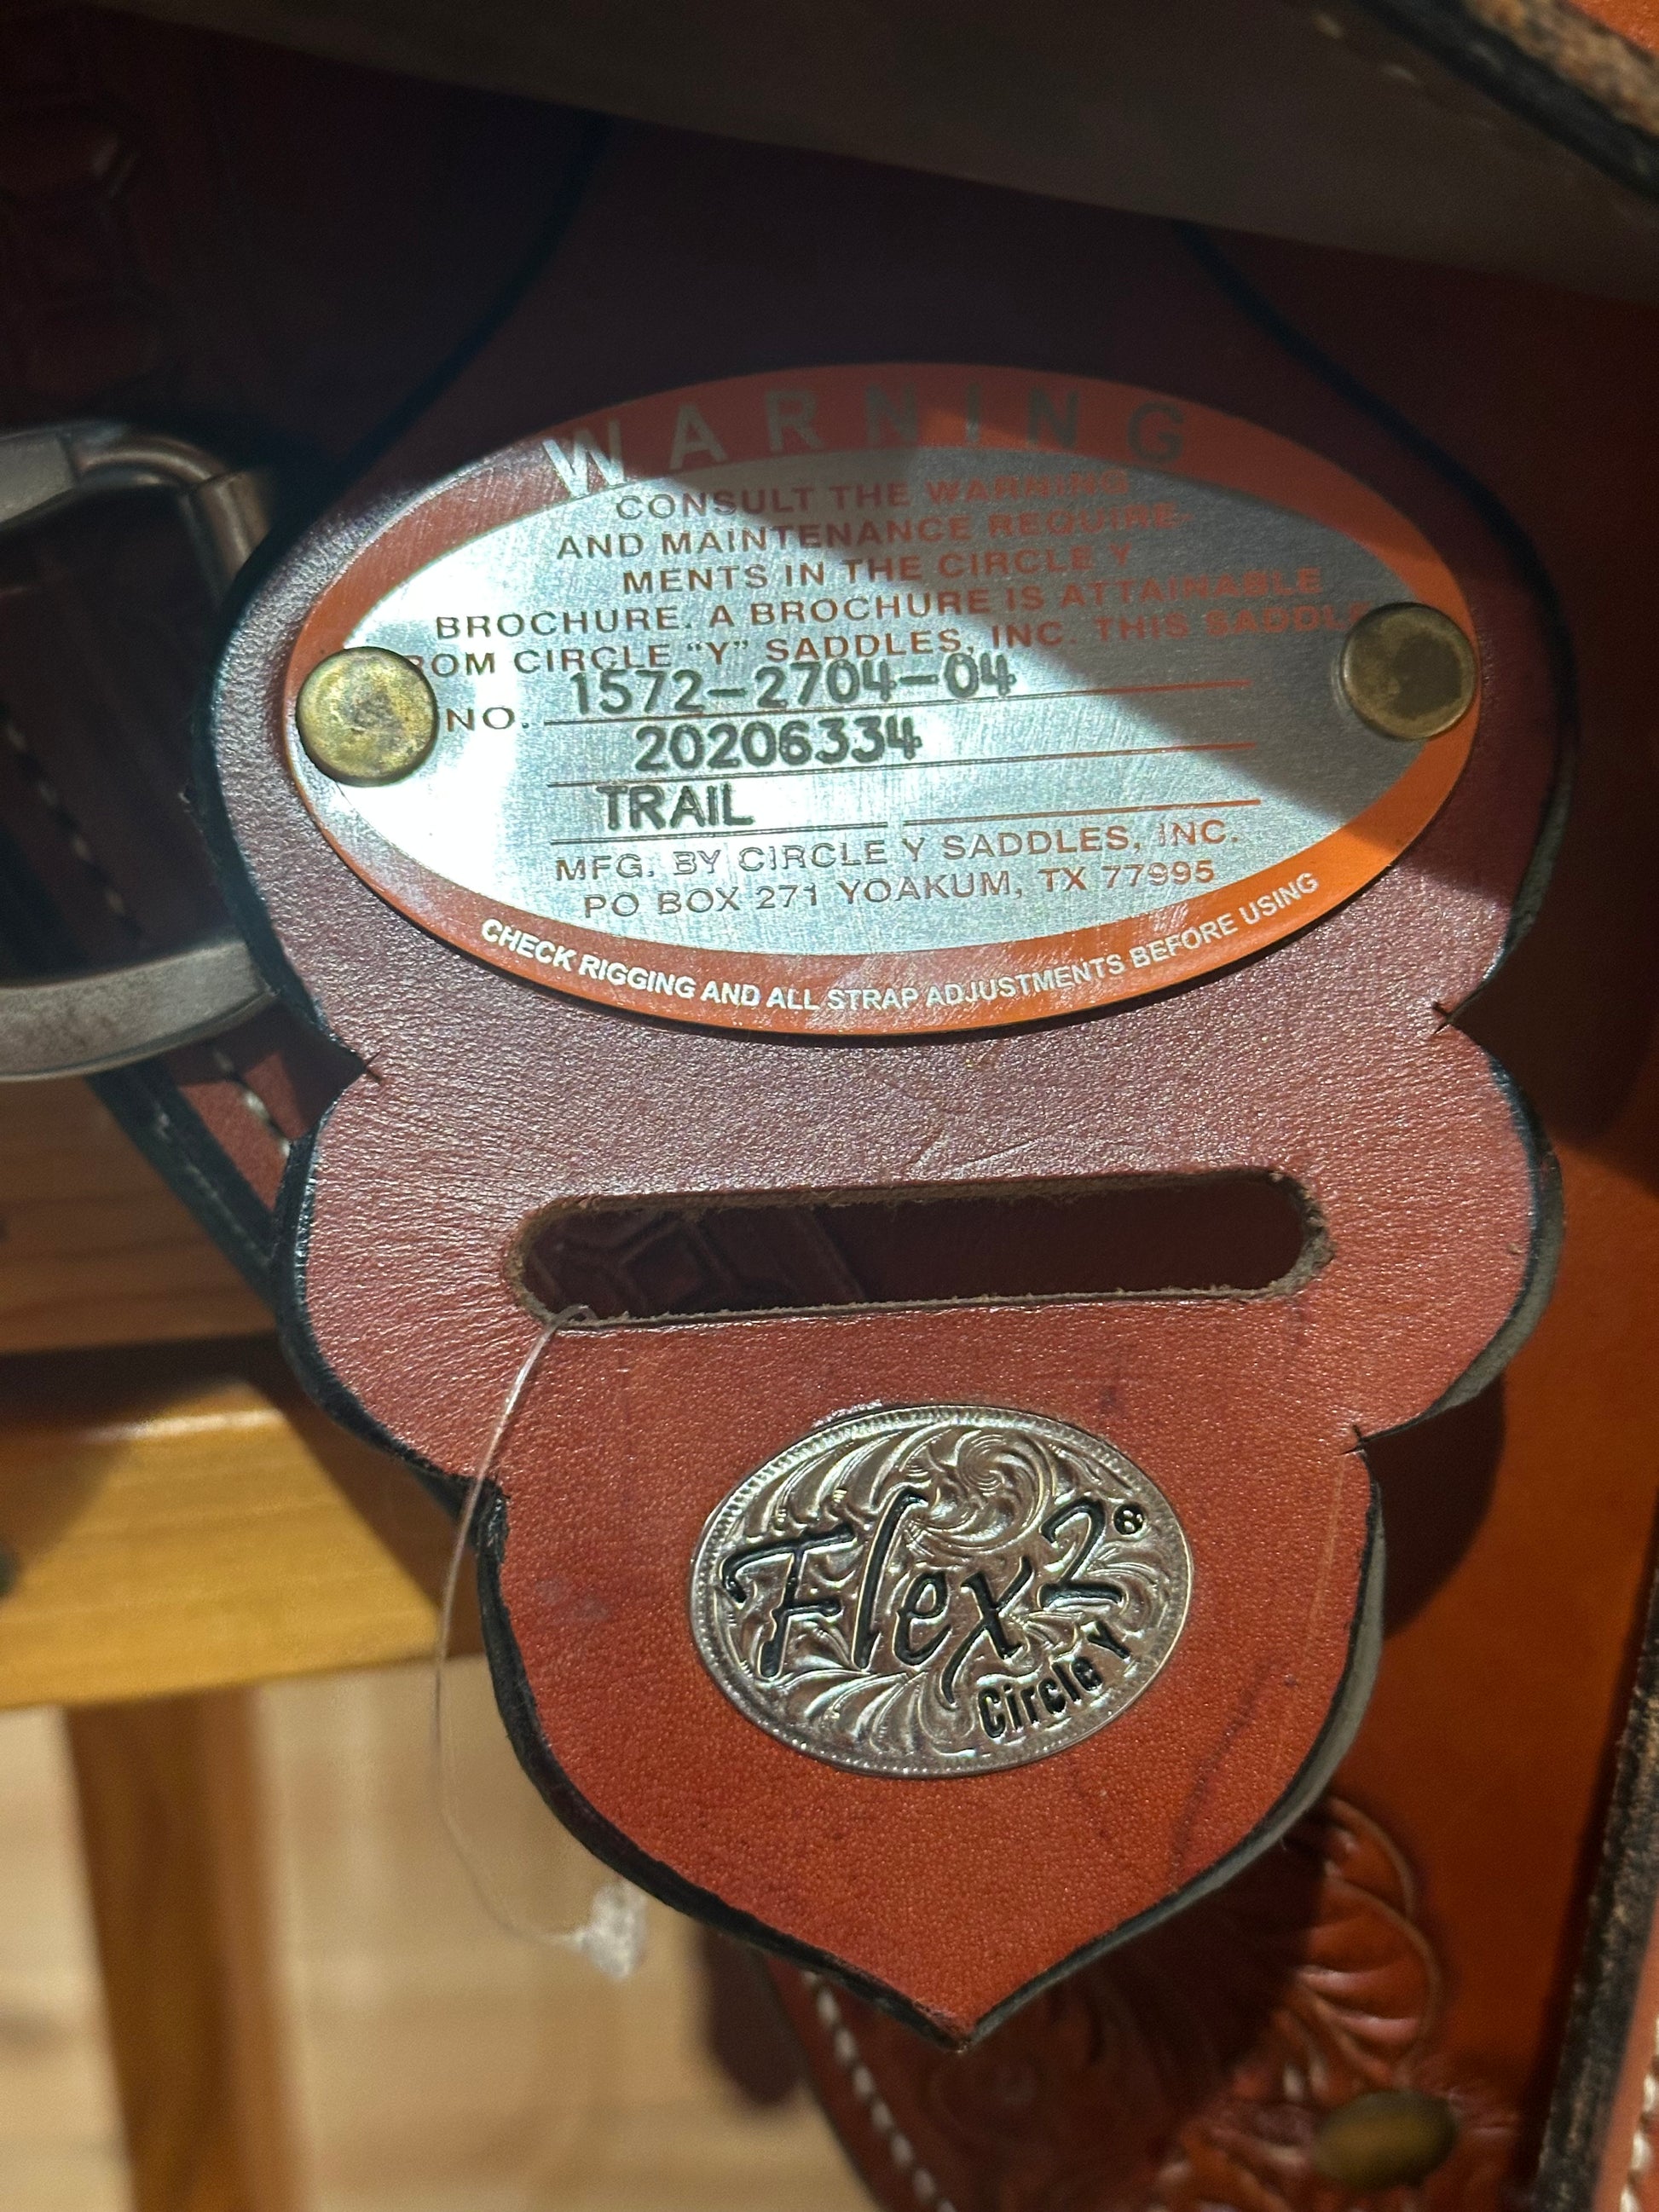 WARNING
CONSULT THE WARNING
AND MAINTENANCE REQUIRE-
MENTS IN THE CIRCLE Y
BROCHURE. A BROCHURE IS ATTAINABLE
ROM CIRCLE "Y" SADDLES, INC. THIS SADDL
NO. 1572-2704-04
20206334
TRAIL
MFG. BY CIRCLE Y SADDLES, INC.
PO BOX 271 YOAKUM, TX 77995
CHECK RIGGING AND ALL STRAP ADJUSTMENTS BEFORE USING
Flex2®
Circle Y